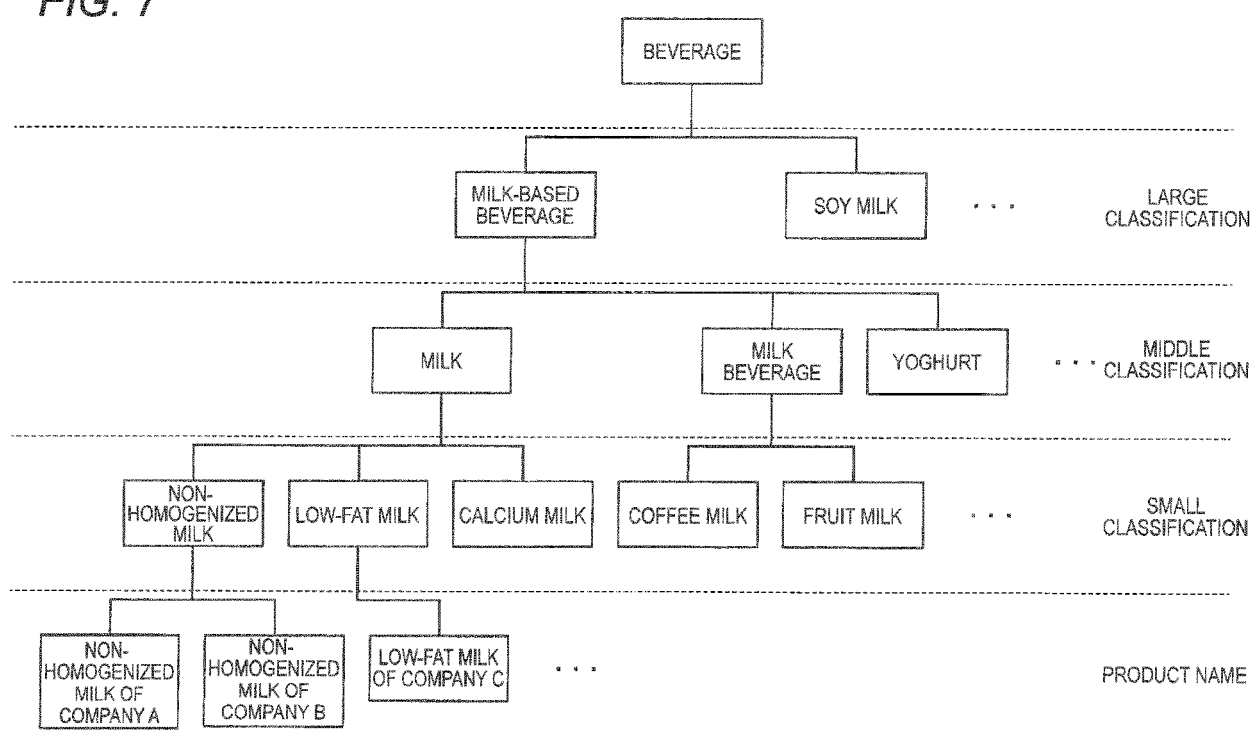 FIG. 7
BEVERAGE
MILK-BASED
BEVERAGE
SOY MILK
. . .
LARGE
CLASSIFICATION
MILK
MILK
BEVERAGE
YOGHURT
. . .
MIDDLE
CLASSIFICATION
NON-
HOMOGENIZED
MILK
LOW-FAT MILK
CALCIUM MILK
COFFEE MILK
FRUIT MILK
. . .
SMALL
CLASSIFICATION
NON-
HOMOGENIZED
MILK OF
COMPANY A
NON-
HOMOGENIZED
MILK OF
COMPANY B
LOW-FAT MILK
OF COMPANY C
. . .
PRODUCT NAME